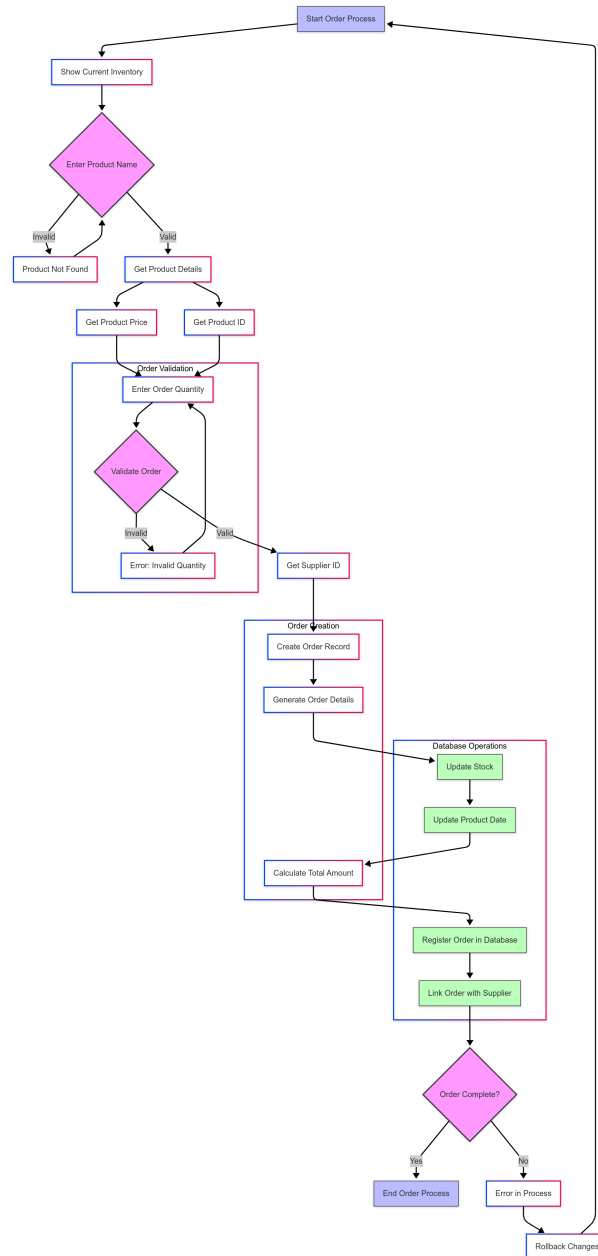 Start Order Process
Show Current Inventory
Enter Product Name
Invalid
Valid
Product Not Found
Get Product Details
Get Product Price
Get Product ID
Order Validation
Enter Order Quantity
Validate Order
Invalid
Valid
Error: Invalid Quantity
Get Supplier ID
Order Creation
Create Order Record
Generate Order Details
Database Operations
Update Stock
Update Product Date
Calculate Total Amount
Register Order in Database
Link Order with Supplier
Order Complete?
Yes
No
End Order Process
Error in Process
Rollback Changes